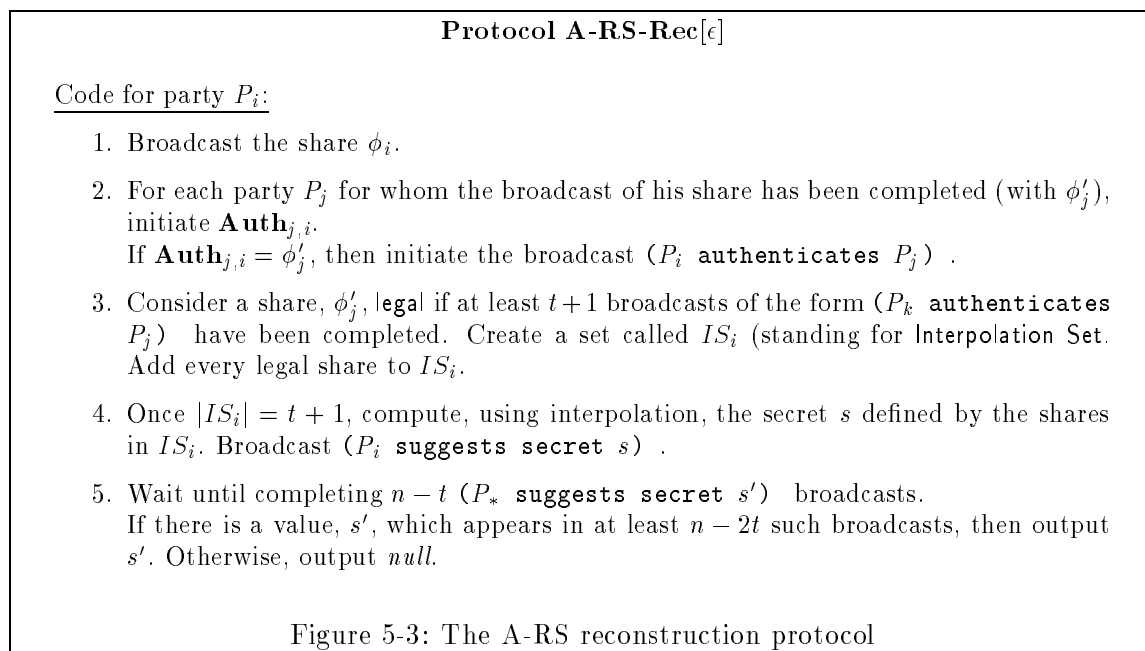 Protocol A-RS-Rec[ϵ]
Code for party P_i:
1. Broadcast the share ϕ_i.
2. For each party P_j for whom the broadcast of his share has been completed (with ϕ′_j),
initiate Auth_{j,i}.
If Auth_{j,i} = ϕ′_j, then initiate the broadcast (P_i authenticates P_j) .
3. Consider a share, ϕ′_j, legal if at least t + 1 broadcasts of the form (P_k authenticates
P_j) have been completed. Create a set called IS_i (standing for Interpolation Set.
Add every legal share to IS_i.
4. Once |IS_i| = t + 1, compute, using interpolation, the secret s defined by the shares
in IS_i. Broadcast (P_i suggests secret s) .
5. Wait until completing n − t (P_* suggests secret s′) broadcasts.
If there is a value, s′, which appears in at least n − 2t such broadcasts, then output
s′. Otherwise, output null.
Figure 5-3: The A-RS reconstruction protocol